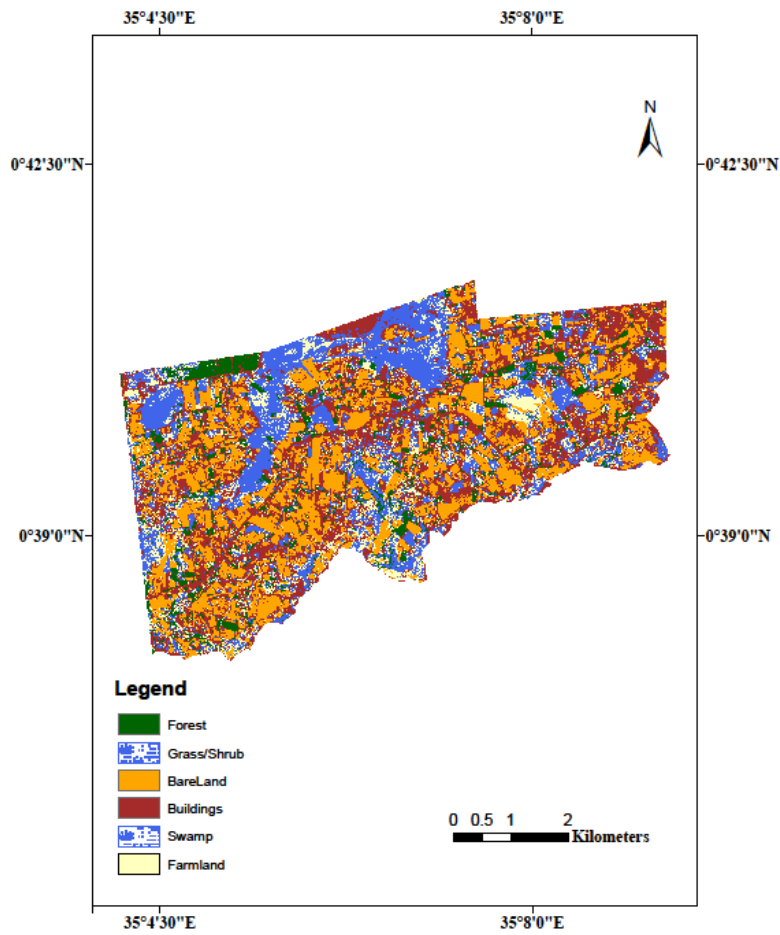 35°4'30"E 35°8'0"E
N
0°42'30"N 0°42'30"N
0°39'0"N 0°39'0"N
Legend
Forest
Grass/Shrub
BareLand
Buildings
Swamp
Farmland
0 0.5 1 2
Kilometers
35°4'30"E 35°8'0"E